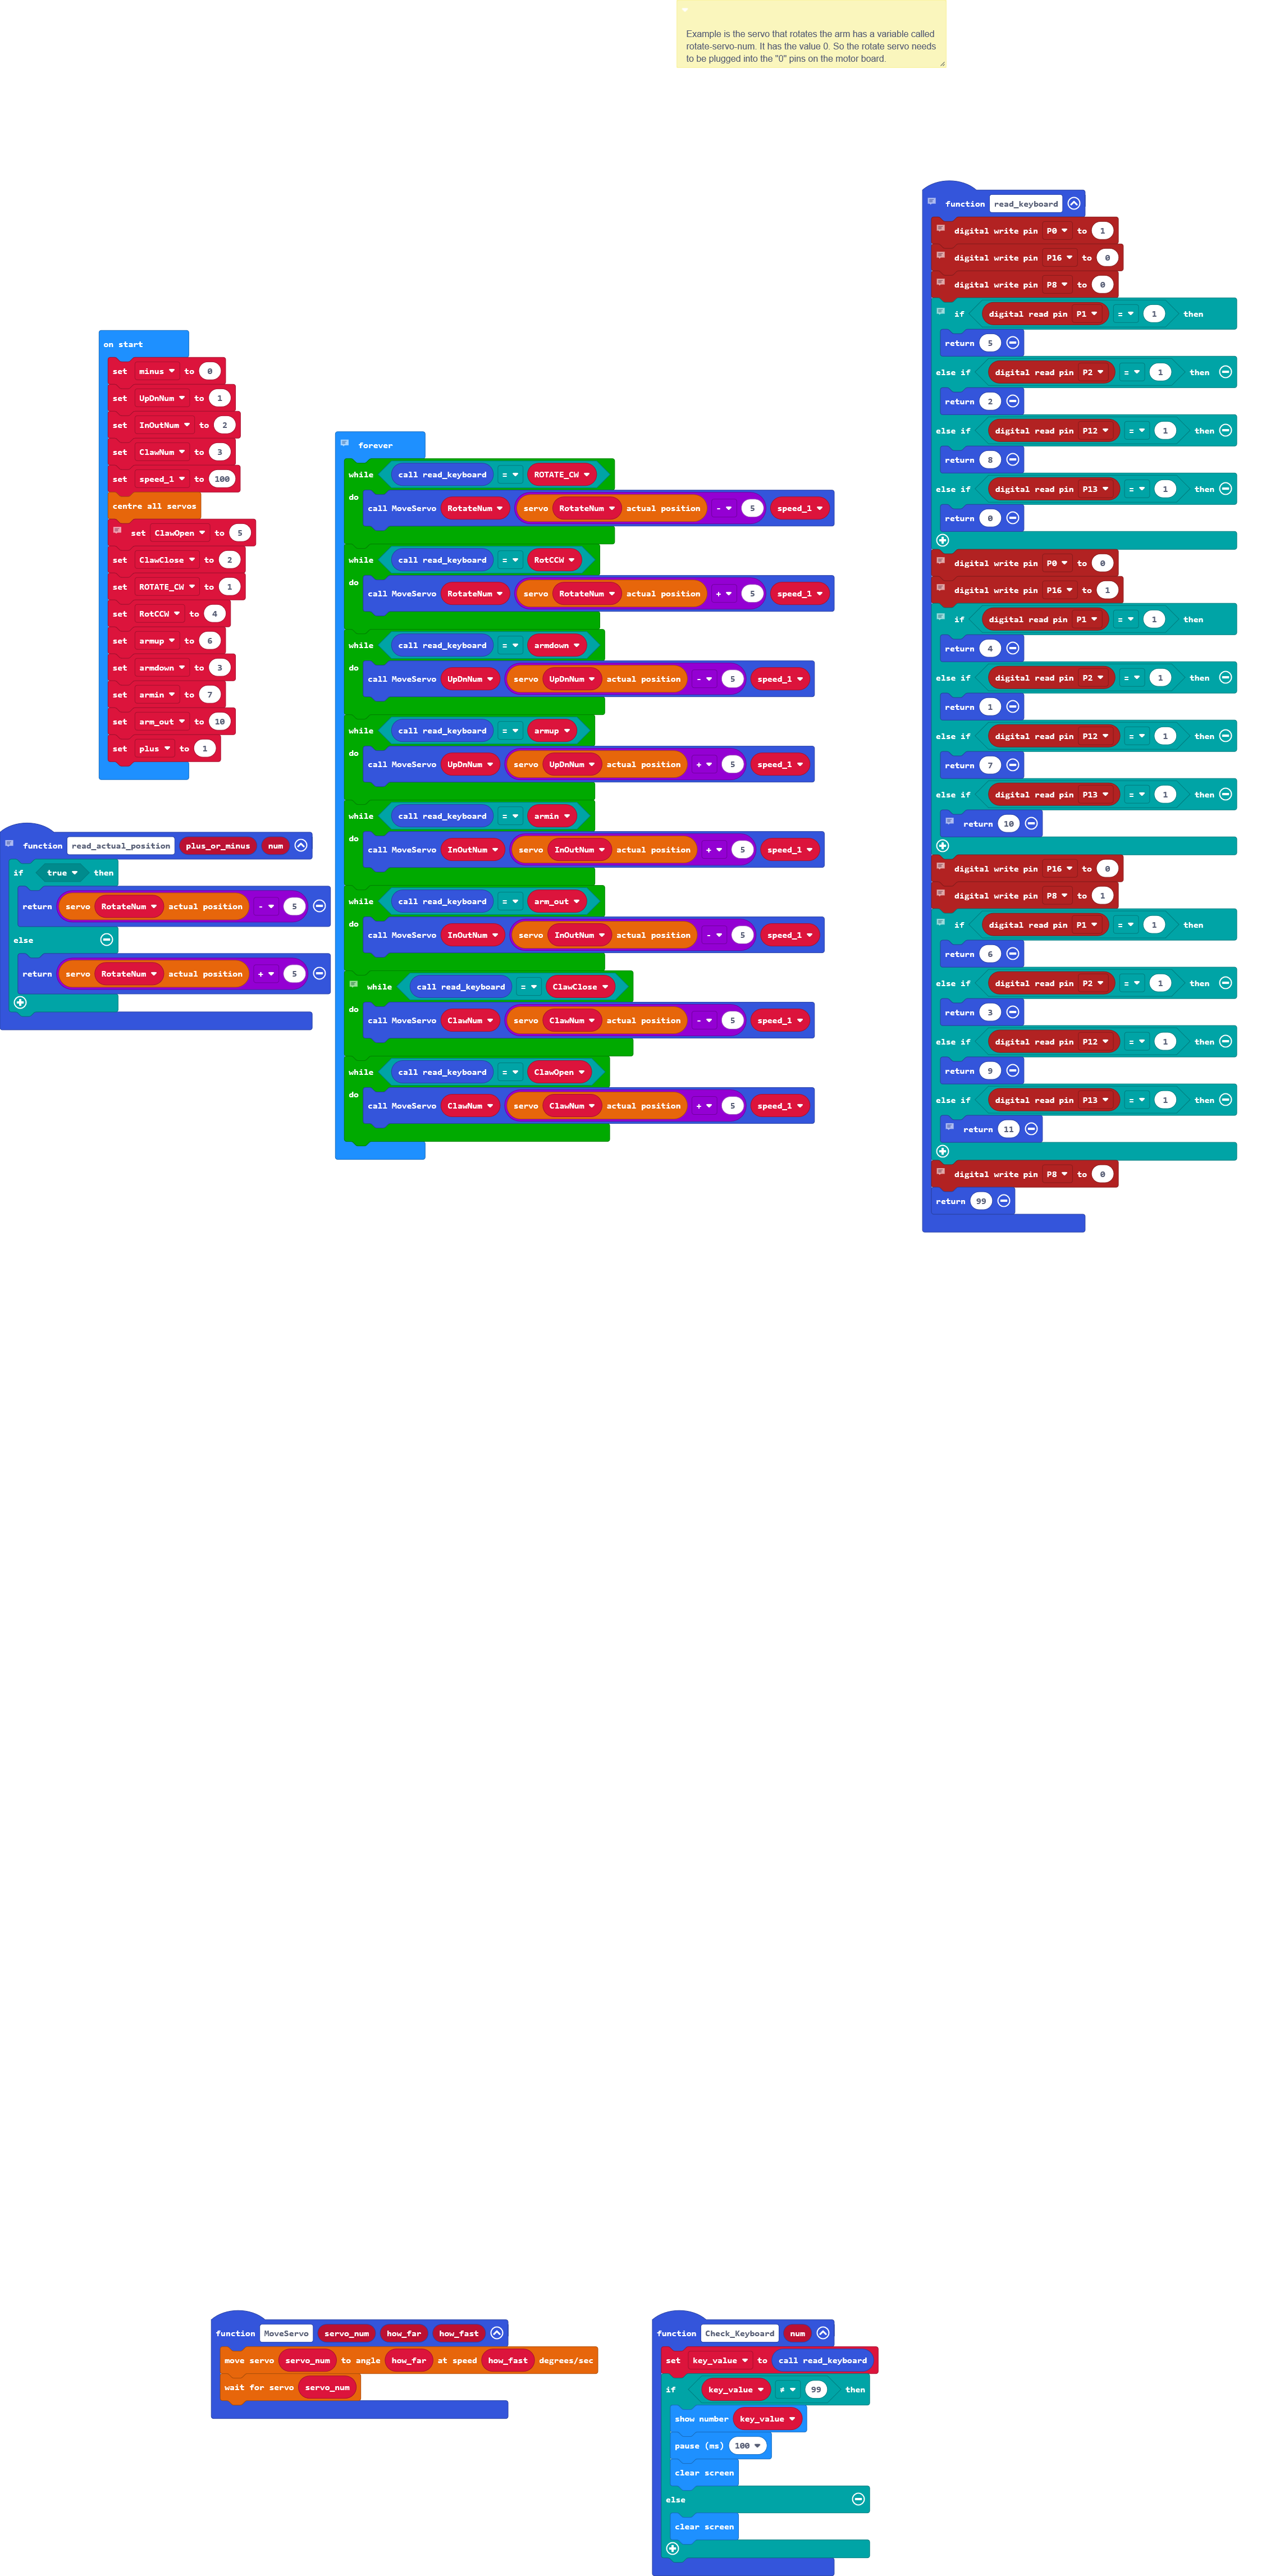 Example is the servo that rotates the arm has a variable called
rotate-servo-num. It has the value 0. So the rotate servo needs
to be plugged into the "0" pins on the motor board.
on start
set minus to 0
set UpDnNum to 1
set InOutNum to 2
set ClawNum to 3
set speed_1 to 100
centre all servos
set ClawOpen to 5
set ClawClose to 2
set ROTATE_CW to 1
set RotCCW to 4
set armup to 6
set armdown to 3
set armin to 7
set arm_out to 10
set plus to 1
function read_actual_position plus_or_minus num
if true then
return servo RotateNum actual position - 5
else
return servo RotateNum actual position + 5
forever
while call read_keyboard = ROTATE_CW
do call MoveServo RotateNum servo RotateNum actual position - 5 speed_1
while call read_keyboard = RotCCW
do call MoveServo RotateNum servo RotateNum actual position + 5 speed_1
while call read_keyboard = armdown
do call MoveServo UpDnNum servo UpDnNum actual position - 5 speed_1
while call read_keyboard = armup
do call MoveServo UpDnNum servo UpDnNum actual position + 5 speed_1
while call read_keyboard = armin
do call MoveServo InOutNum servo InOutNum actual position + 5 speed_1
while call read_keyboard = arm_out
do call MoveServo InOutNum servo InOutNum actual position - 5 speed_1
while call read_keyboard = ClawClose
do call MoveServo ClawNum servo ClawNum actual position - 5 speed_1
while call read_keyboard = ClawOpen
do call MoveServo ClawNum servo ClawNum actual position + 5 speed_1
function read_keyboard
digital write pin P0 to 1
digital write pin P16 to 0
digital write pin P8 to 0
if digital read pin P1 = 1 then
return 5
else if digital read pin P2 = 1 then
return 2
else if digital read pin P12 = 1 then
return 8
else if digital read pin P13 = 1 then
return 0
digital write pin P0 to 0
digital write pin P16 to 1
if digital read pin P1 = 1 then
return 4
else if digital read pin P2 = 1 then
return 1
else if digital read pin P12 = 1 then
return 7
else if digital read pin P13 = 1 then
return 10
digital write pin P16 to 0
digital write pin P8 to 1
if digital read pin P1 = 1 then
return 6
else if digital read pin P2 = 1 then
return 3
else if digital read pin P12 = 1 then
return 9
else if digital read pin P13 = 1 then
return 11
digital write pin P8 to 0
return 99
function MoveServo servo_num how_far how_fast
move servo servo_num to angle how_far at speed how_fast degrees/sec
wait for servo servo_num
function Check_Keyboard num
set key_value to call read_keyboard
if key_value ≠ 99 then
show number key_value
pause (ms) 100
clear screen
else
clear screen